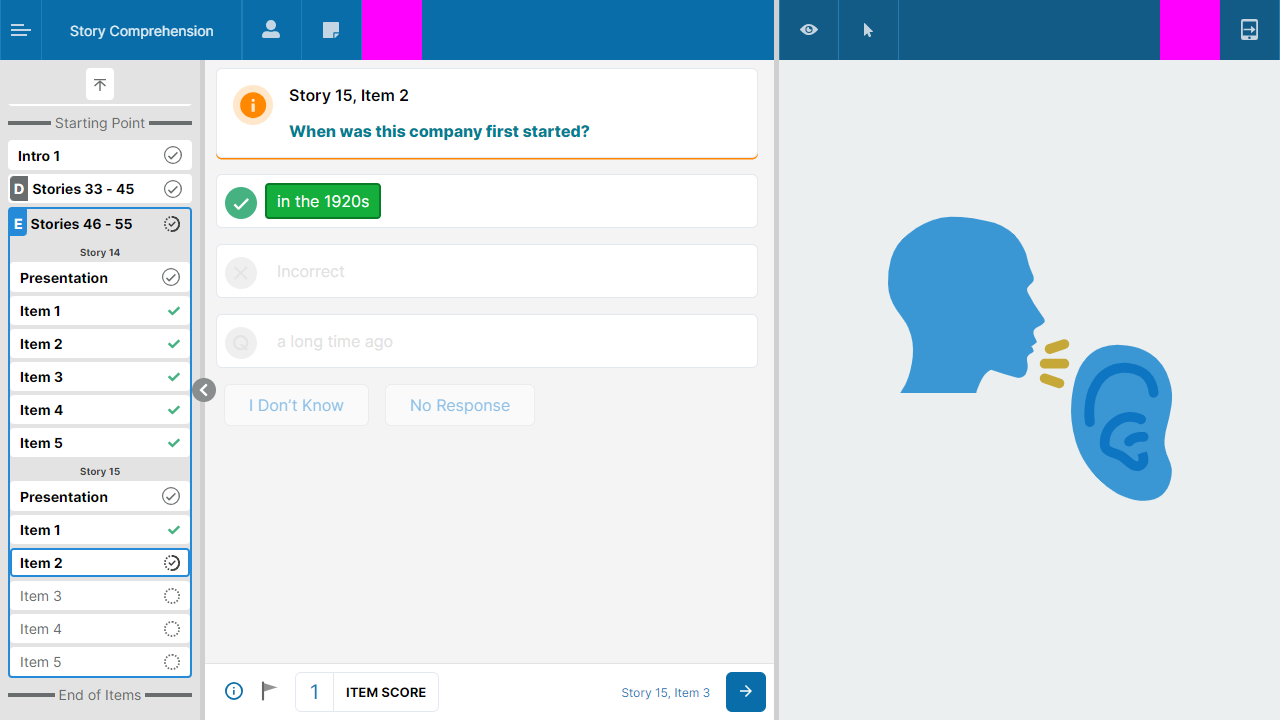 Story Comprehension
Starting Point
Intro 1
D Stories 33 - 45
E Stories 46 - 55
Story 14
Presentation
Item 1
Item 2
Item 3
Item 4
Item 5
Story 15
Presentation
Item 1
Item 2
Item 3
Item 4
Item 5
End of Items
Story 15, Item 2
When was this company first started?
in the 1920s
Incorrect
Q a long time ago
I Don't Know No Response
1 ITEM SCORE Story 15, Item 3